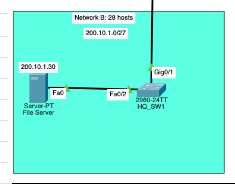 Network B: 28 hosts
200.10.1.0/27
200.10.1.30
Gig0/1
Fa0
Fa0/2
Server-PT
File Server
2960-24TT
HQ_SW1